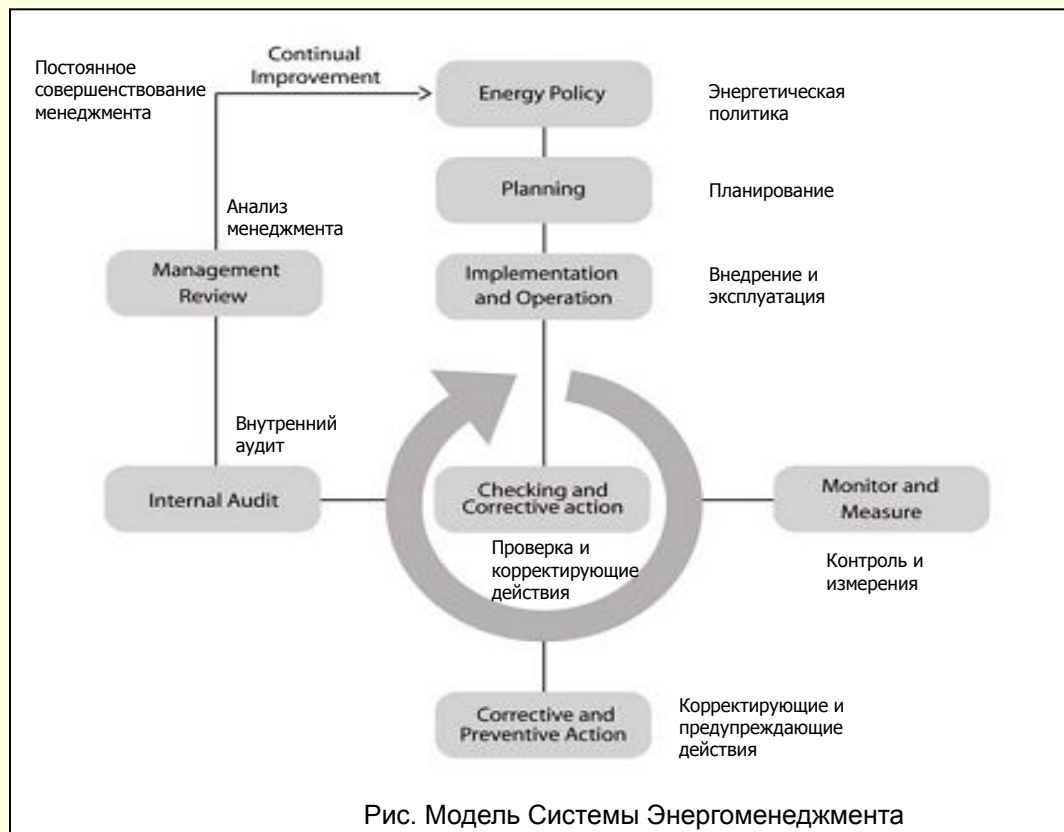 Постоянное
совершенствование
менеджмента
Continual
Improvement
Energy Policy
Энергетическая
политика
Planning
Планирование
Анализ
менеджмента
Management
Review
Implementation
and Operation
Внедрение и
эксплуатация
Внутренний
аудит
Internal Audit
Checking and
Corrective action
Проверка и
корректирующие
действия
Monitor and
Measure
Контроль и
измерения
Corrective and
Preventive Action
Корректирующие и
предупреждающие
действия
Рис. Модель Системы Энергоменеджмента